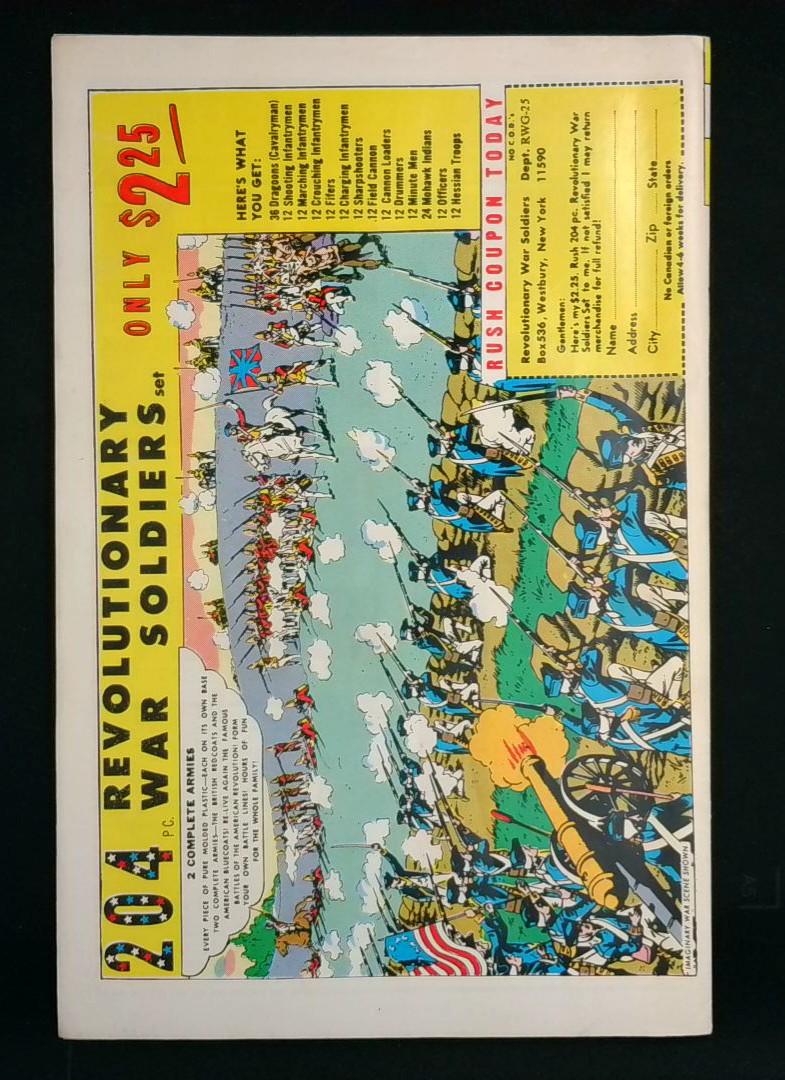 204 PC. REVOLUTIONARY
WAR SOLDIERS set
ONLY $2.25
2 COMPLETE ARMIES
EVERY PIECE OF PURE MOLDED PLASTIC—EACH ON ITS OWN BASE
TWO COMPLETE ARMIES—THE BRITISH REDCOATS AND THE
AMERICAN BLUECOATS! RE-LIVE AGAIN THE FAMOUS
BATTLES OF THE AMERICAN REVOLUTION! FORM
YOUR OWN BATTLE LINES! HOURS OF FUN
FOR THE WHOLE FAMILY!
HERE'S WHAT
YOU GET:
36 Dragoons (Cavalryman)
12 Shooting Infantrymen
12 Marching Infantrymen
12 Crouching Infantrymen
12 Fifers
12 Charging Infantrymen
12 Sharpshooters
12 Field Cannon
12 Cannon Loaders
12 Drummers
12 Minute Men
24 Mohawk Indians
12 Officers
12 Hessian Troops
RUSH COUPON TODAY
NO C.O.D.'s
Revolutionary War Soldiers Dept. RWG-25
Box 536, Westbury, New York 11590
Gentlemen:
Here's my $2.25. Rush 204 pc. Revolutionary War
Soldiers Set to me. If not satisfied I may return
merchandise for full refund!
Name
Address
City Zip State
No Canadian or foreign orders
Allow 4-6 weeks for delivery.
IMAGINARY WAR SCENE SHOWN